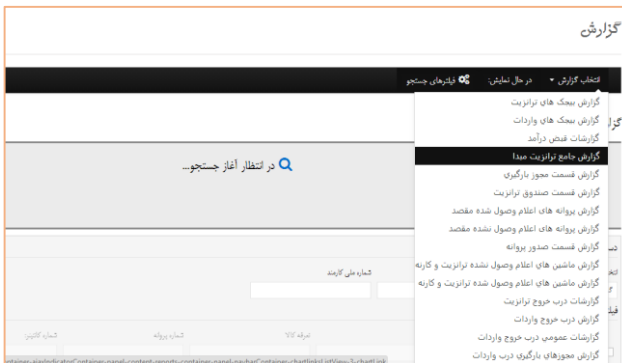 گزارش
انتخاب گزارش در حال نمایش: فیلترهای جستجو
گزارش بیجک های ترانزیت
گزارش بیجک های واردات
گزارشات قبض درآمد
گزارش جامع ترانزیت مبدا
گزارش قسمت مجوز بارگیری
در انتظار آغاز جستجو...
گزارش قسمت صندوق ترانزیت
گزارش پروانه های اعلام وصول شده مقصد
گزارش پروانه های اعلام وصول نشده مقصد
گزارش قسمت صدور پروانه
گزارش ماشین های اعلام وصول نشده ترانزیت و کارنه
شماره ملی کارمند
گزارش ماشین های اعلام وصول شده ترانزیت و کارنه
گزارشات درب خروج ترانزیت
گزارش درب خروج واردات
گزارشات عمومی درب خروج واردات
تعرفه کالا شماره پروانه شماره کانتینر:
گزارش مجوزهای بارگیری درب واردات